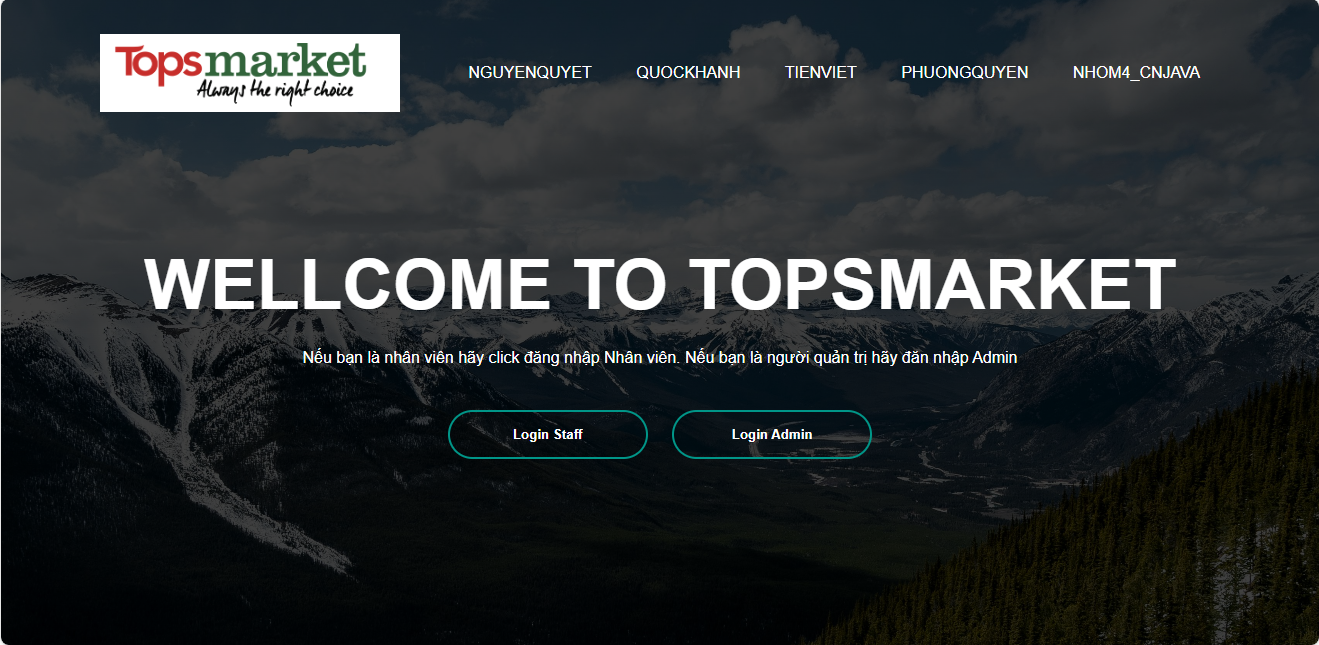 Topsmarket
Always the right choice
NGUYENQUYET QUOCKHANH TIENVIET PHUONGQUYEN NHOM4_CNJAVA
WELLCOME TO TOPSMARKET
Nếu bạn là nhân viên hãy click đăng nhập Nhân viên. Nếu bạn là người quản trị hãy đăn nhập Admin
Login Staff Login Admin